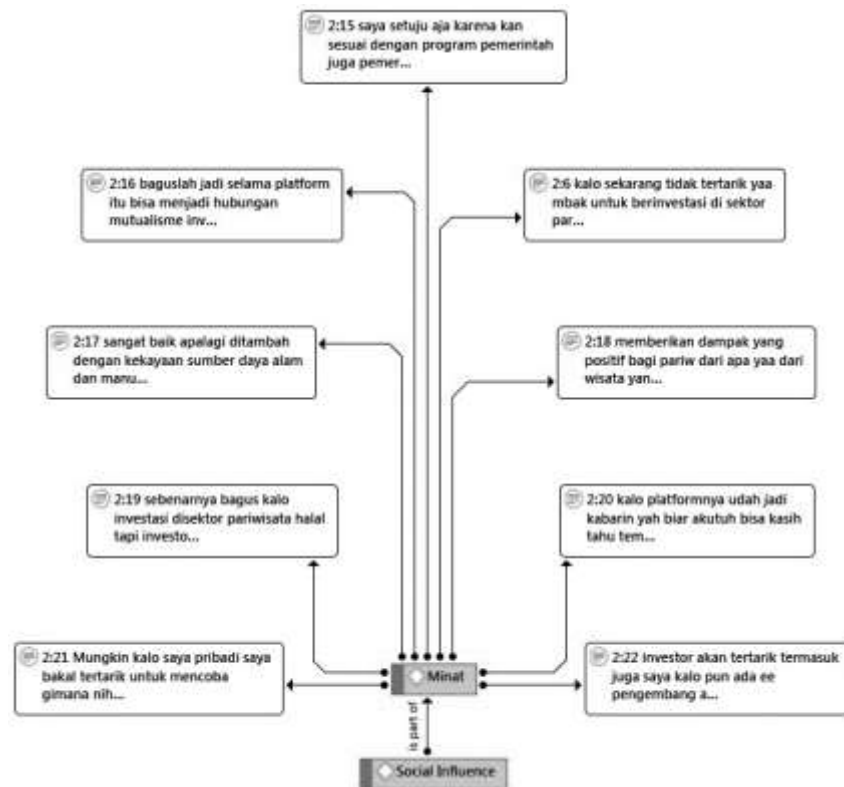 2:15 saya setuju aja karena kan
sesuai dengan program pemerintah
juga pemer...
2:16 baguslah jadi selama platform
itu bisa menjadi hubungan
mutualisme inv...
2:6 kalo sekarang tidak tertarik yaa
mbak untuk berinvestasi di sektor
par...
2:17 sangat baik apalagi ditambah
dengan kekayaan sumber daya alam
dan manu...
2:18 memberikan dampak yang
positif bagi pariw dari apa yaa dari
wisata yan...
2:19 sebenarnya bagus kalo
investasi disektor pariwisata halal
tapi investo...
2:20 kalo platformnya udah jadi
kabarin yah biar akutuh bisa kasih
tahu tem...
2:21 Mungkin kalo saya pribadi saya
bakal tertarik untuk mencoba
gimana nih...
2:22 investor akan tertarik termasuk
juga saya kalo pun ada ee
pengembang a...
Minat
is part of
Social Influence